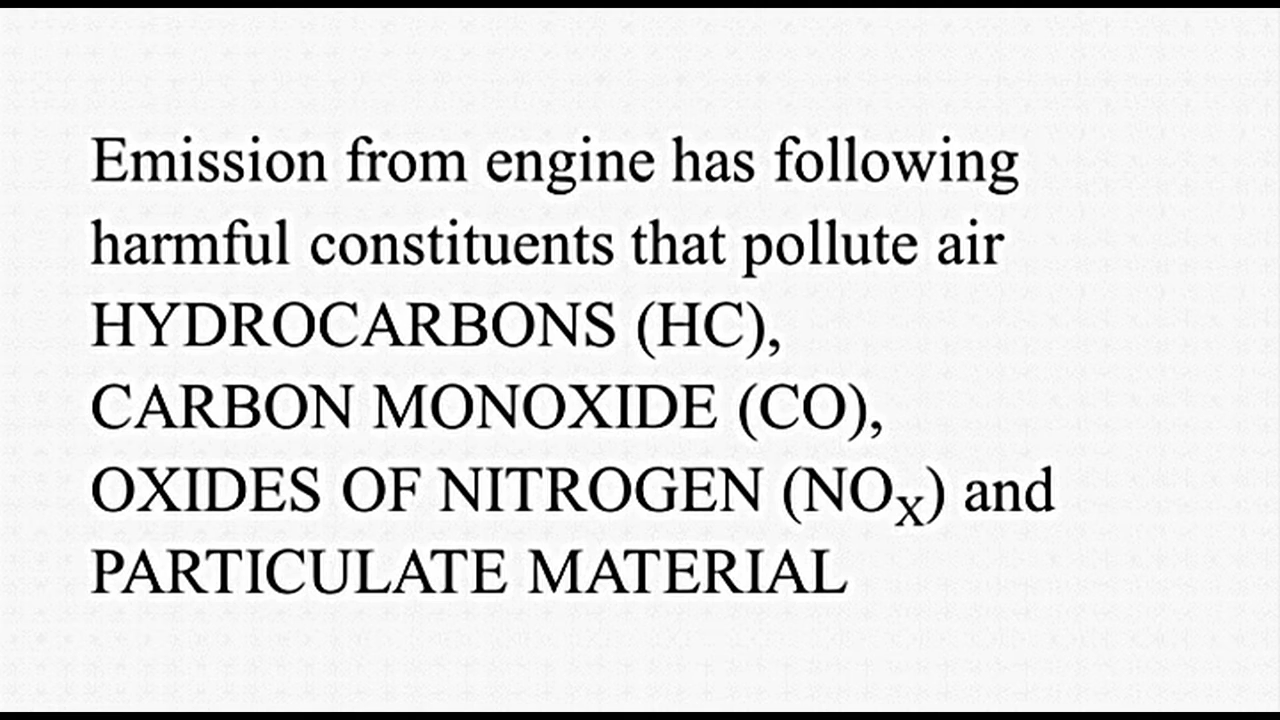 Emission from engine has following
harmful constituents that pollute air
HYDROCARBONS (HC),
CARBON MONOXIDE (CO),
OXIDES OF NITROGEN (NOX) and
PARTICULATE MATERIAL